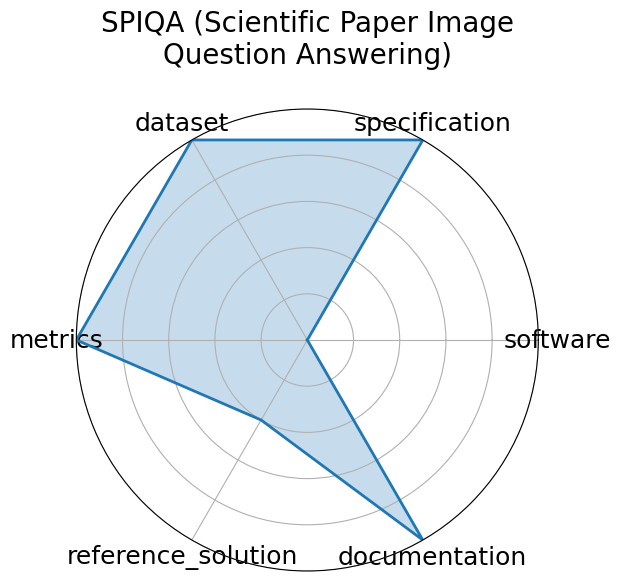 SPIQA (Scientific Paper Image
Question Answering)
dataset
specification
metrics
software
reference_solution
documentation